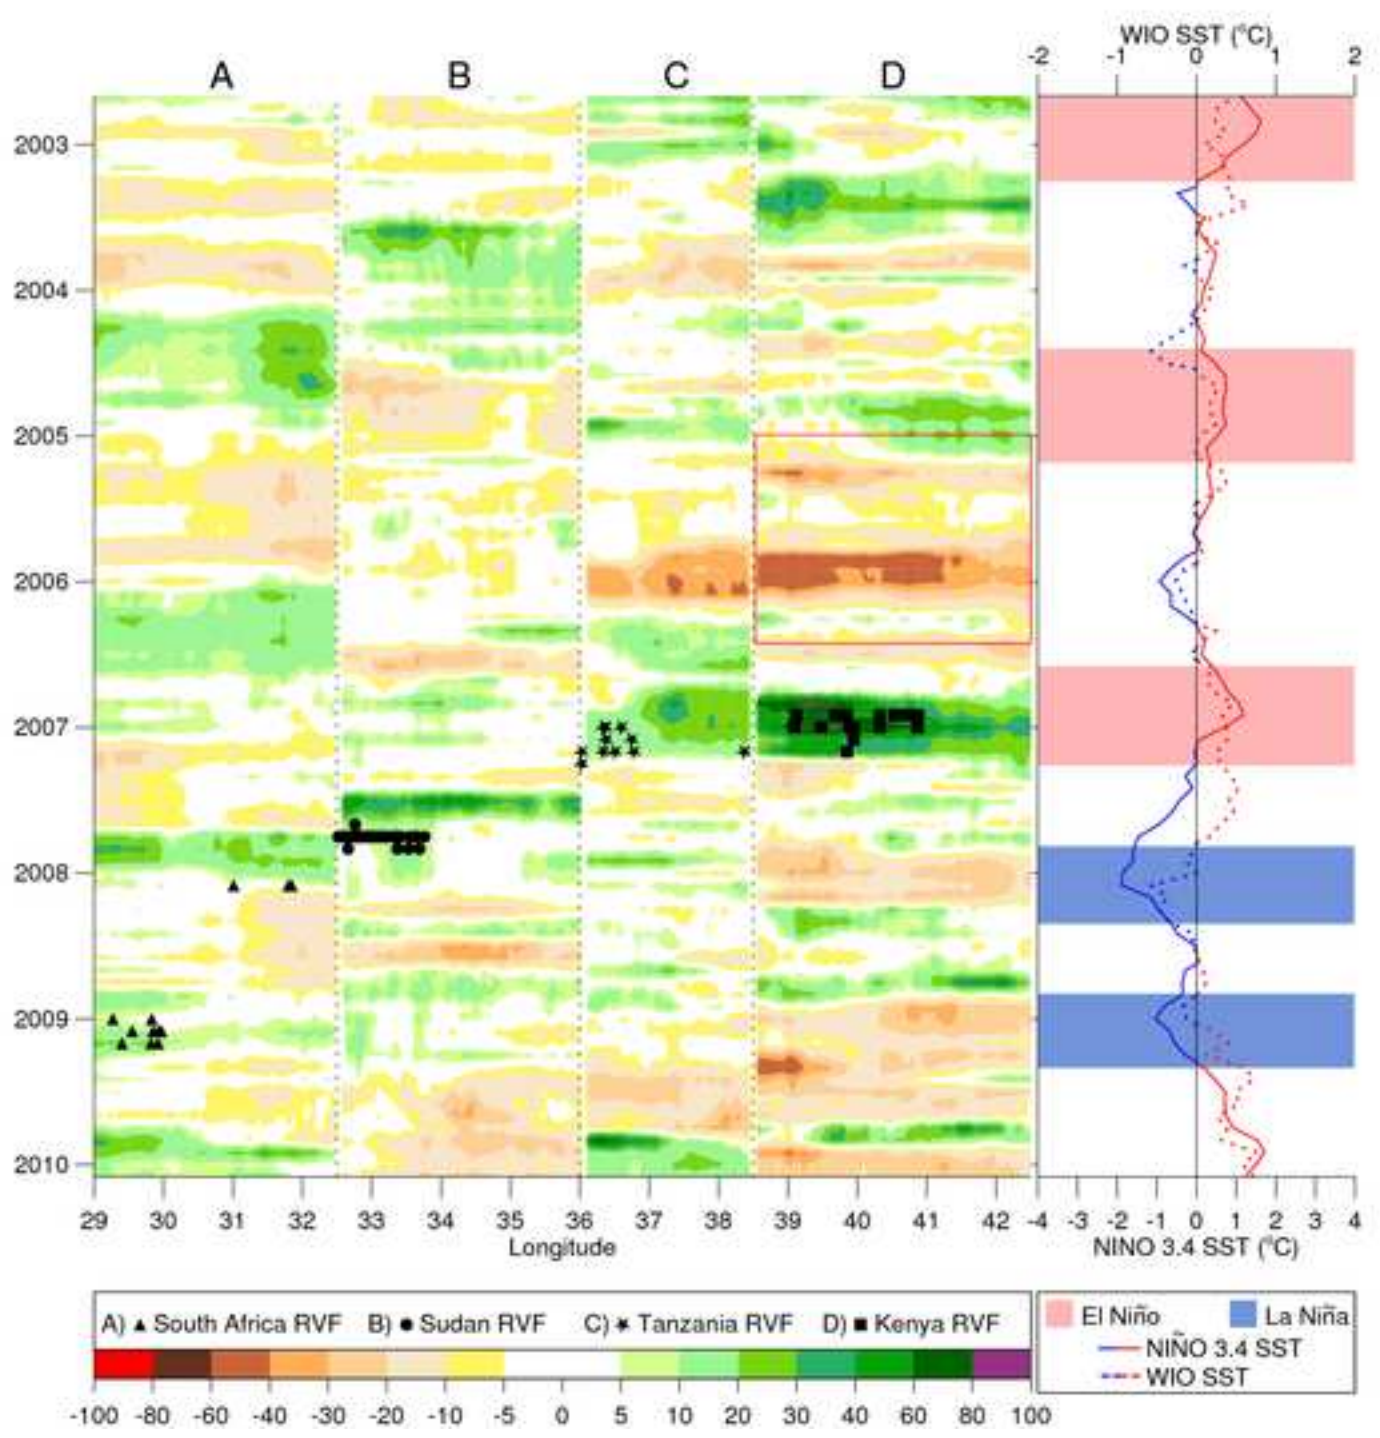 WIO SST (°C)
-2 -1 0 1 2
A B C D
2003
2004
2005
2006
2007
2008
2009
2010
29 30 31 32 33 34 35 36 37 38 39 40 41 42 -4 -3 -2 -1 0 1 2 3 4
Longitude NINO 3.4 SST (°C)
A) ▲ South Africa RVF B) ● Sudan RVF C) ★ Tanzania RVF D) ■ Kenya RVF
El Niño La Niña
NIÑO 3.4 SST
WIO SST
-100 -80 -60 -40 -30 -20 -10 -5 0 5 10 20 30 40 60 80 100